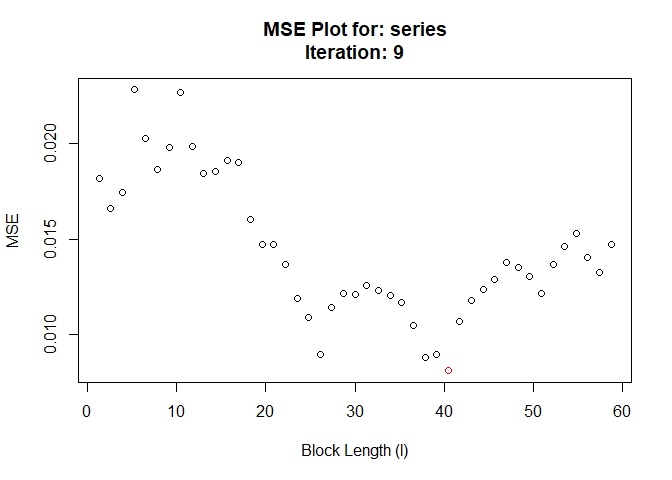 MSE Plot for: series
Iteration: 9
MSE
0.020
0.015
0.010
0 10 20 30 40 50 60
Block Length (l)